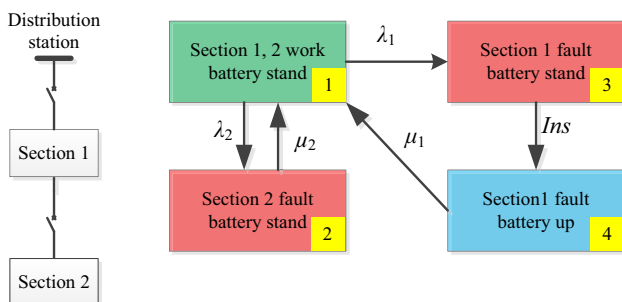 Distribution
station
Section 1
Section 2
Section 1, 2 work
battery stand
1
λ1
Section 1 fault
battery stand
3
λ2
μ2
μ1
Ins
Section 2 fault
battery stand
2
Section1 fault
battery up
4